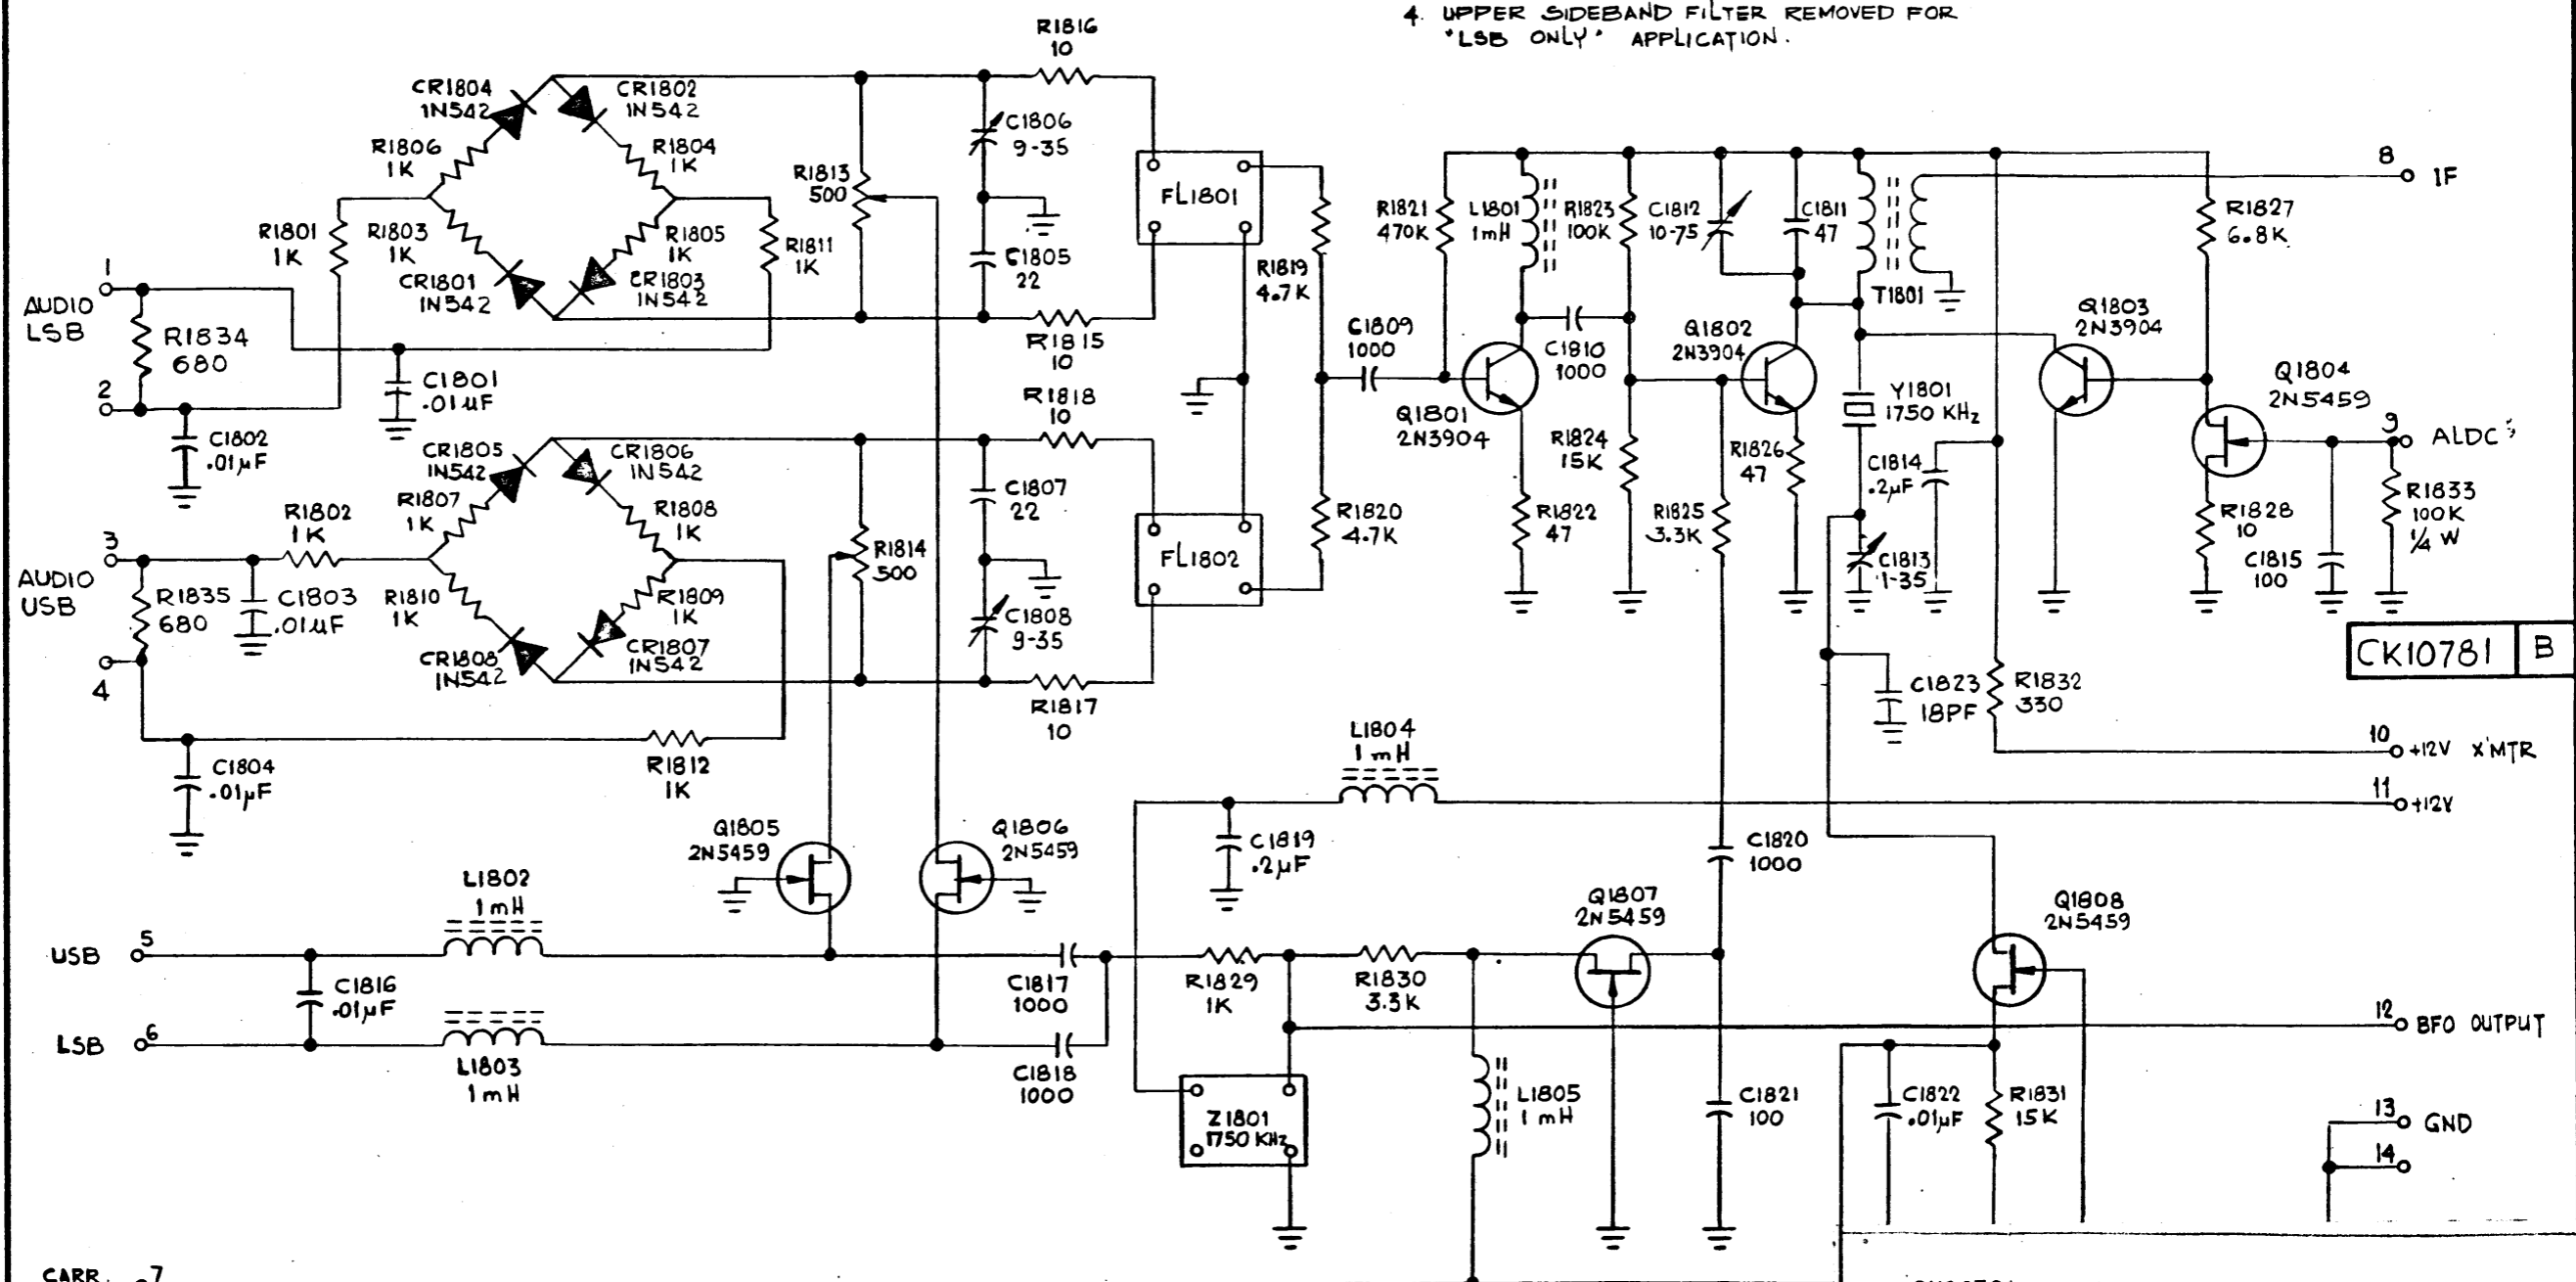 4. UPPER SIDEBAND FILTER REMOVED FOR
"LSB ONLY" APPLICATION.
R1816
10
CR1804
1N542
CR1802
1N542
R1806
1K
R1804
1K
R1813
500
C1806
9-35
FL1801
R1801
1K
R1803
1K
R1805
1K
R1811
1K
CR1801
1N542
CR1803
1N542
C1805
22
R1815
10
1
AUDIO
LSB
2
R1834
680
C1801
.01µF
C1802
.01µF
R1819
4.7K
C1809
1000
R1821
470K
L1801
1mH
R1823
100K
C1812
10-75
C1811
47
T1801
8
IF
R1827
6.8K
Q1803
2N3904
Q1802
2N3904
C1810
1000
Q1801
2N3904
Y1801
1750 KHz
Q1804
2N5459
9
ALDC
R1818
10
CR1805
1N542
CR1806
1N542
R1807
1K
R1808
1K
C1807
22
R1824
15K
R1826
47
C1814
.2µF
R1833
100K
1/4 W
R1802
1K
3
AUDIO
USB
4
R1835
680
C1803
.01µF
R1810
1K
R1809
1K
R1814
500
FL1802
R1820
4.7K
R1822
47
R1825
3.3K
C1813
1-35
R1828
10
C1815
100
CR1808
1N542
CR1807
1N542
C1808
9-35
R1817
10
CK10781 B
C1823
18PF
R1832
330
C1804
.01µF
R1812
1K
L1804
1 mH
10
+12V X'MTR
11
+12V
Q1805
2N5459
Q1806
2N5459
C1819
.2µF
C1820
1000
L1802
1mH
Q1807
2N5459
Q1808
2N5459
USB
5
C1816
.01µF
C1817
1000
R1829
1K
R1830
3.3K
LSB
6
L1803
1mH
C1818
1000
12
BFO OUTPUT
Z1801
1750 KHz
L1805
1 mH
C1821
100
C1822
.01µF
R1831
15K
13
GND
14
CARR.
7